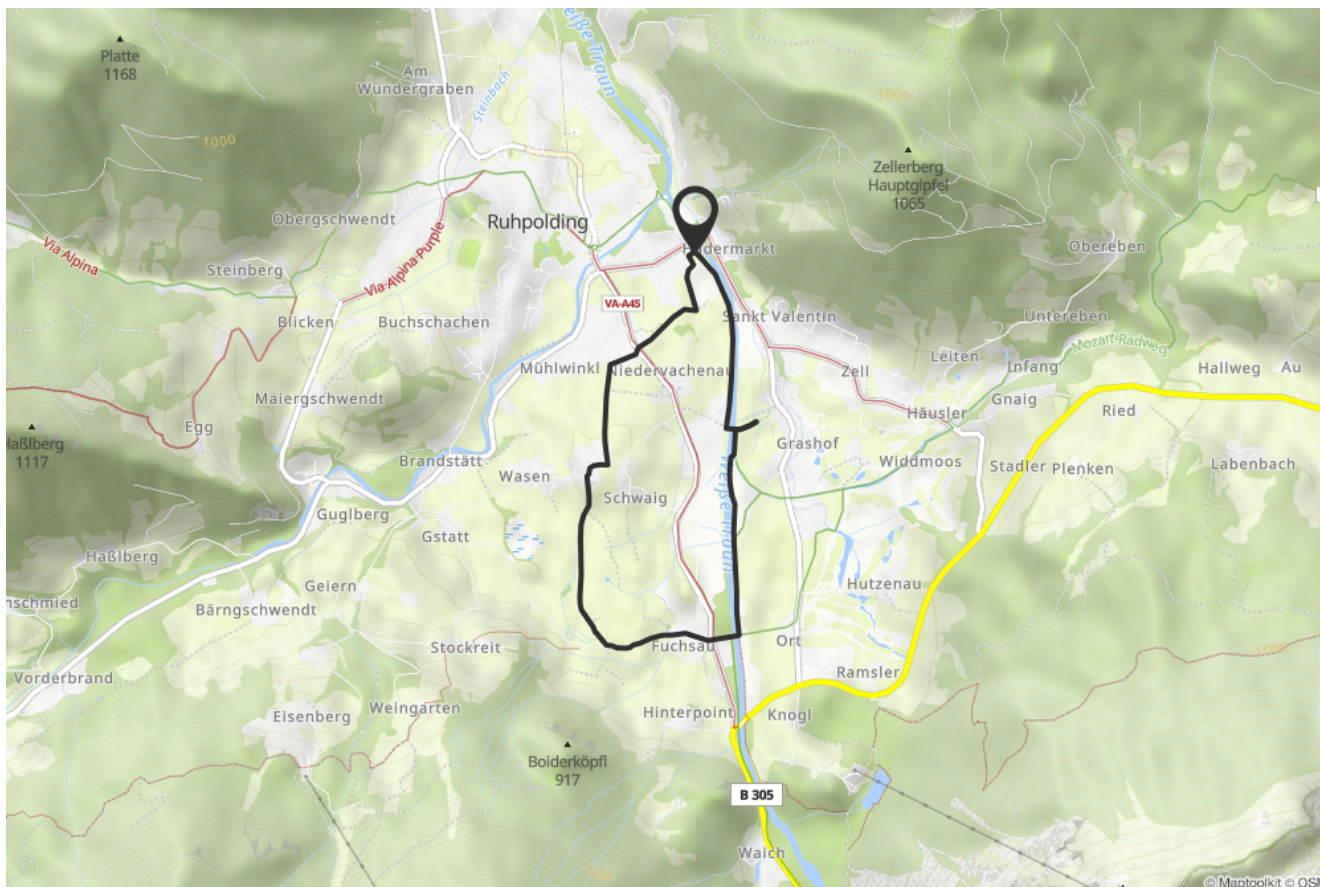 Weiße Traun
Platte
1168
Am
Wundergraben
Steinbach
1000
1000
Zellerberg
Hauptgipfel
1065
Obergschwendt
Ruhpolding
Obereben
Via Alpina
Steinberg
Via-Alpina-Purple
VA-A45
Blicken
Buchschachen
Sankt Valentin
Untereben
Mozart-Radweg
Leiten
Infang
Hallweg
Au
Mühlwinkl
Niedervachenau
Zell
Maiergschwendt
Häusler
Gnaig
Ried
Egg
Haßlberg
1117
Grashof
Brandstätt
Widdmoos
Stadler
Plenken
Labenbach
Wasen
Schwaig
Weiße Traun
Guglberg
Gstatt
Haßlberg
Geiern
Hutzenau
nschmied
Bärngschwendt
Stockreit
Fuchsau
Ort
1000
Vorderbrand
Ramsler
Weingarten
Eisenberg
Hinterpoint
Knogl
Boiderköpfl
917
B 305
Waich
© Maptoolkit © OSM